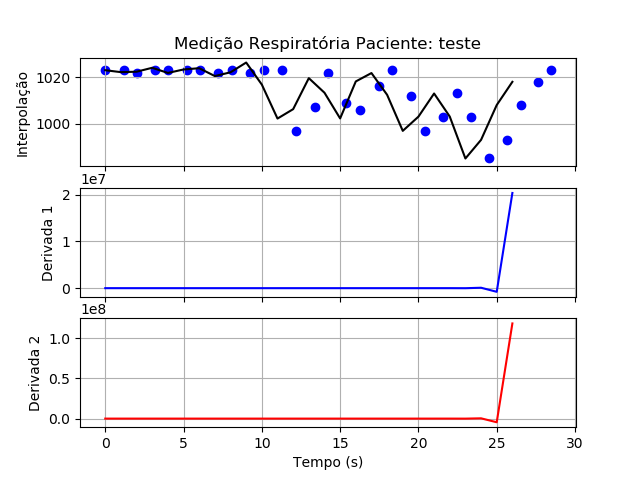 Medição Respiratória Paciente: teste
1020
1000
Interpolação
1e7
2
1
0
Derivada 1
1e8
1.0
0.5
0.0
Derivada 2
0 5 10 15 20 25 30
Tempo (s)